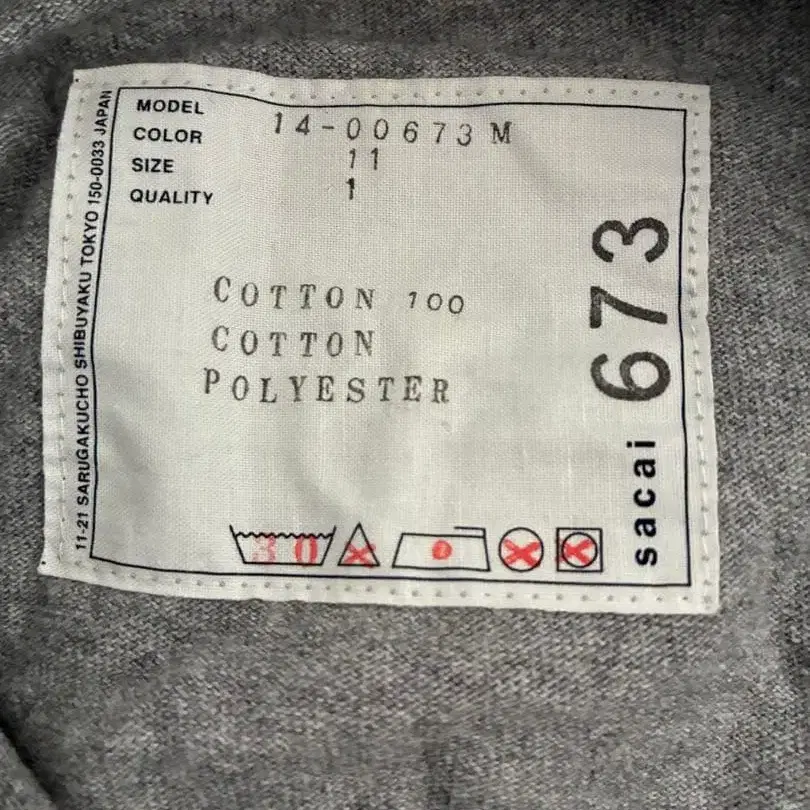 MODEL 14-00673 M
COLOR 11
SIZE 1
QUALITY
COTTON 100
COTTON
POLYESTER
30
sacai 673
11-21 SARUGAKUCHO SHIBUYAKU TOKYO 150-0033 JAPAN